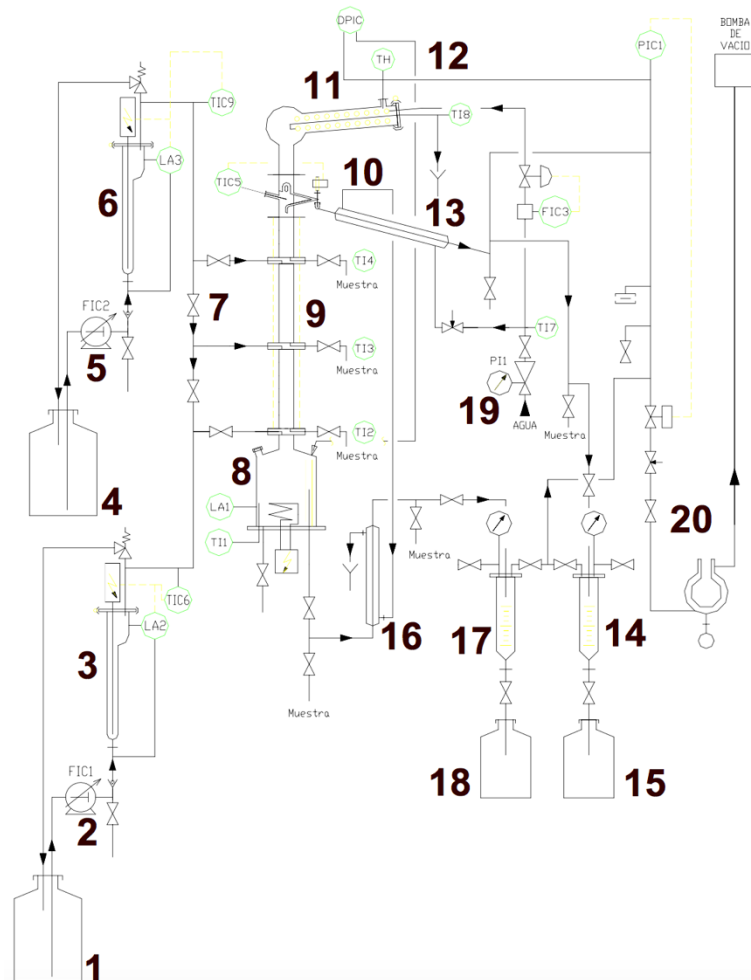 BOMBA
DE
VACIO
DPIC
12
PIC1
TH
11
TIC9
TI8
6
LA3
10
TIC5
FIC3
13
TI4
Muestra
7
9
FIC2
5
TI7
TI3
Muestra
PI1
19
AGUA
Muestra
TI2
Muestra
8
4
LA1
TI1
20
Muestra
TIC6
LA2
3
16
17
14
Muestra
FIC1
2
18
15
1